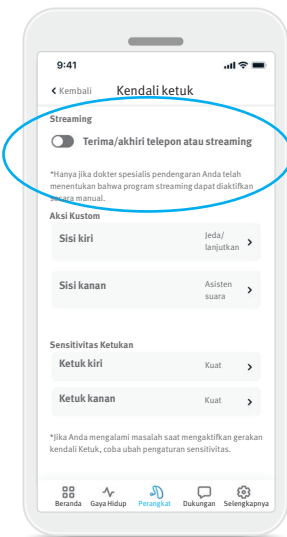 9:41
Kembali Kendali ketuk
Streaming
Terima/akhiri telepon atau streaming
*Hanya jika dokter spesialis pendengaran Anda telah
menentukan bahwa program streaming dapat diaktifkan
secara manual.
Aksi Kustom
Sisi kiri Jeda/
lanjutkan
Sisi kanan Asisten
suara
Sensitivitas Ketukan
Ketuk kiri Kuat
Ketuk kanan Kuat
*Jika Anda mengalami masalah saat mengaktifkan gerakan
kendali Ketuk, coba ubah pengaturan sensitivitas.
Beranda Gaya Hidup Perangkat Dukungan Selengkapnya